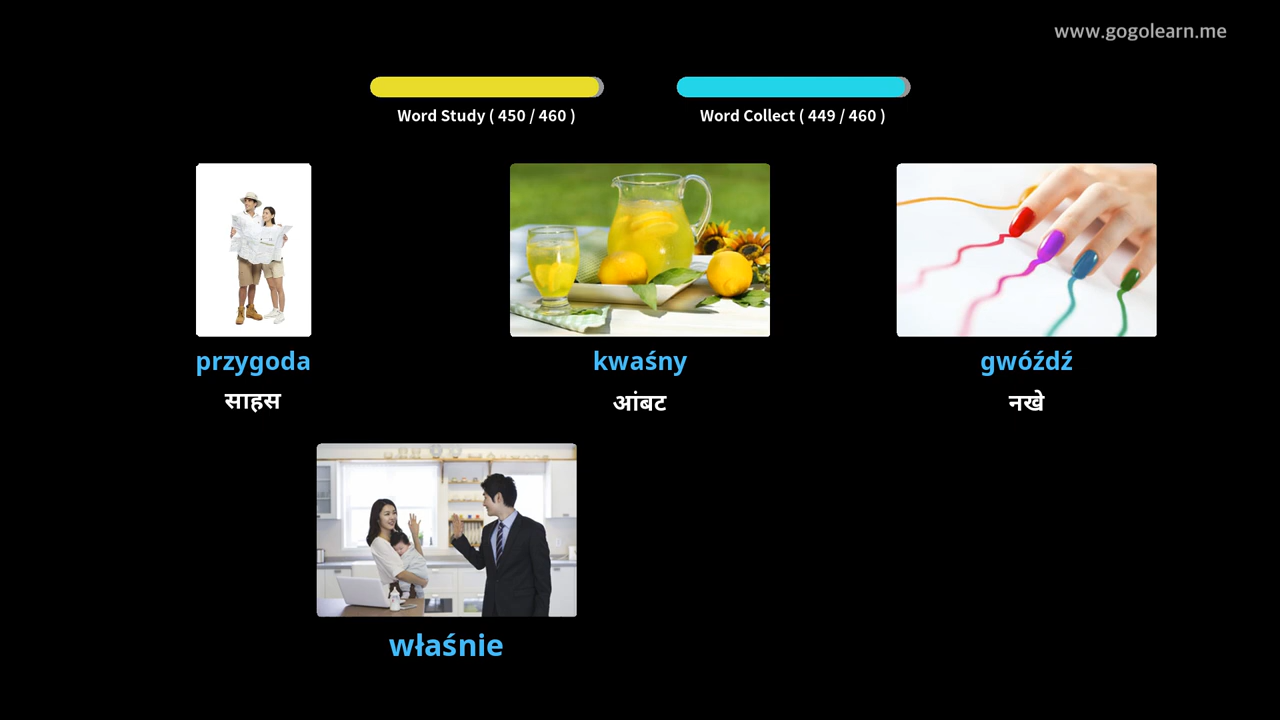 www.gogolearn.me
Word Study ( 450 / 460 )
Word Collect ( 449 / 460 )
przygoda
साहस
kwaśny
आंबट
gwóźdź
नखे
właśnie